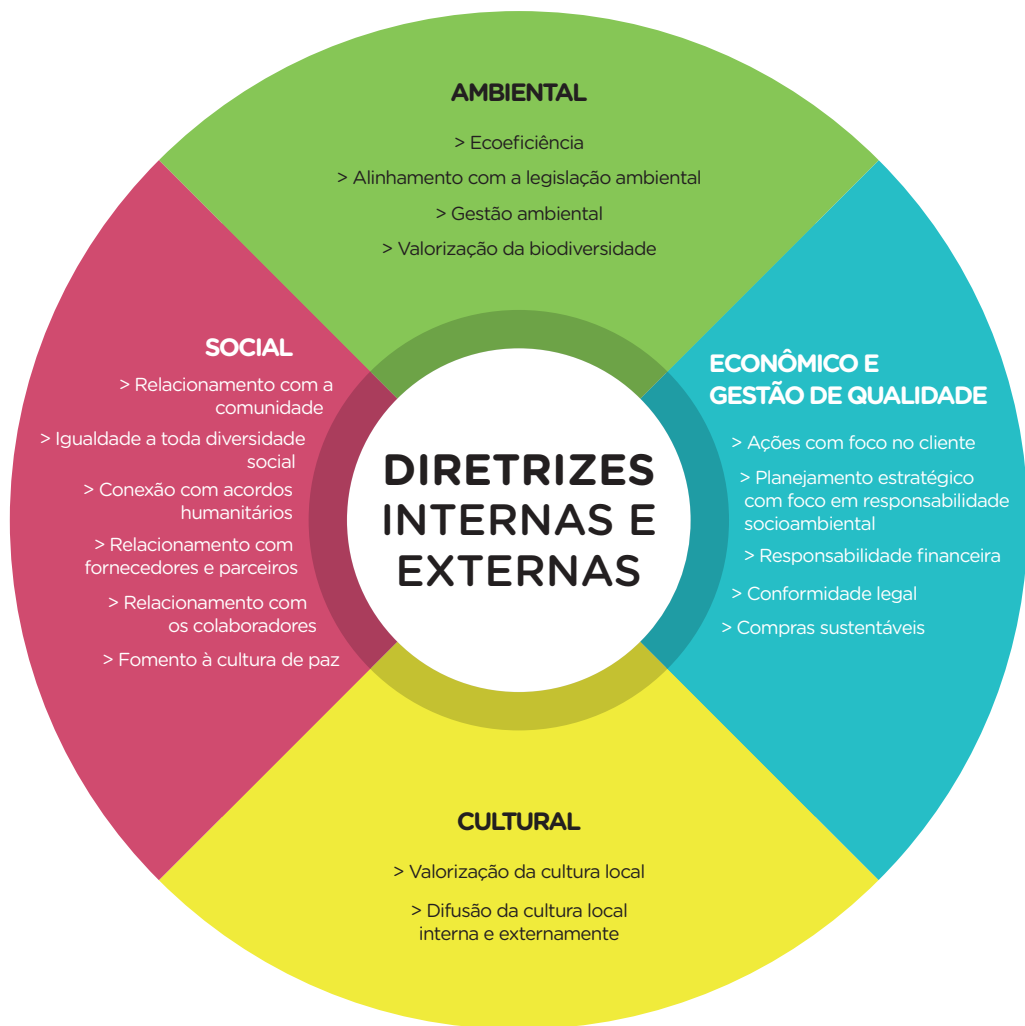 AMBIENTAL
> Ecoeficiência
> Alinhamento com a legislação ambiental
> Gestão ambiental
> Valorização da biodiversidade
SOCIAL
> Relacionamento com a
comunidade
> Igualdade a toda diversidade
social
> Conexão com acordos
humanitários
> Relacionamento com
fornecedores e parceiros
> Relacionamento com
os colaboradores
> Fomento à cultura de paz
DIRETRIZES
INTERNAS E
EXTERNAS
ECONÔMICO E
GESTÃO DE QUALIDADE
> Ações com foco no cliente
> Planejamento estratégico
com foco em responsabilidade
socioambiental
> Responsabilidade financeira
> Conformidade legal
> Compras sustentáveis
CULTURAL
> Valorização da cultura local
> Difusão da cultura local
interna e externamente